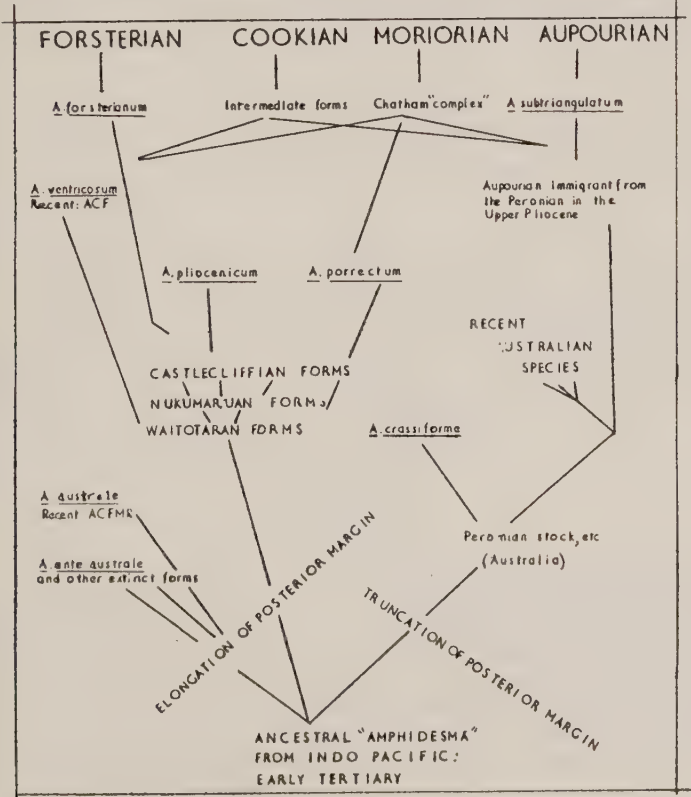 FORSTERIAN COOKIAN MORIORIAN AUPOURIAN
A. forsterianum Intermediate forms Chatham "complex" A subtriangulatum
A. ventricosum
Recent: ACF
Aupourian Immigrant from
the Peronian in the
Upper Pliocene
A. pliocenicum A. porrectum
RECENT
USTRALIAN
SPECIES
CASTLECLIFFIAN FORMS
NUKUMARUAN FORMS
WAITOTARAN FORMS
A. crassiforma
A australe
Recent ACFMR
A. ante australe
and other extinct forms
Peronian stock, etc
(Australia)
ELONGATION OF POSTERIOR MARGIN
TRUNCATION OF POSTERIOR MARGIN
ANCESTRAL "AMPHIDESMA"
FROM INDO PACIFIC:
EARLY TERTIARY